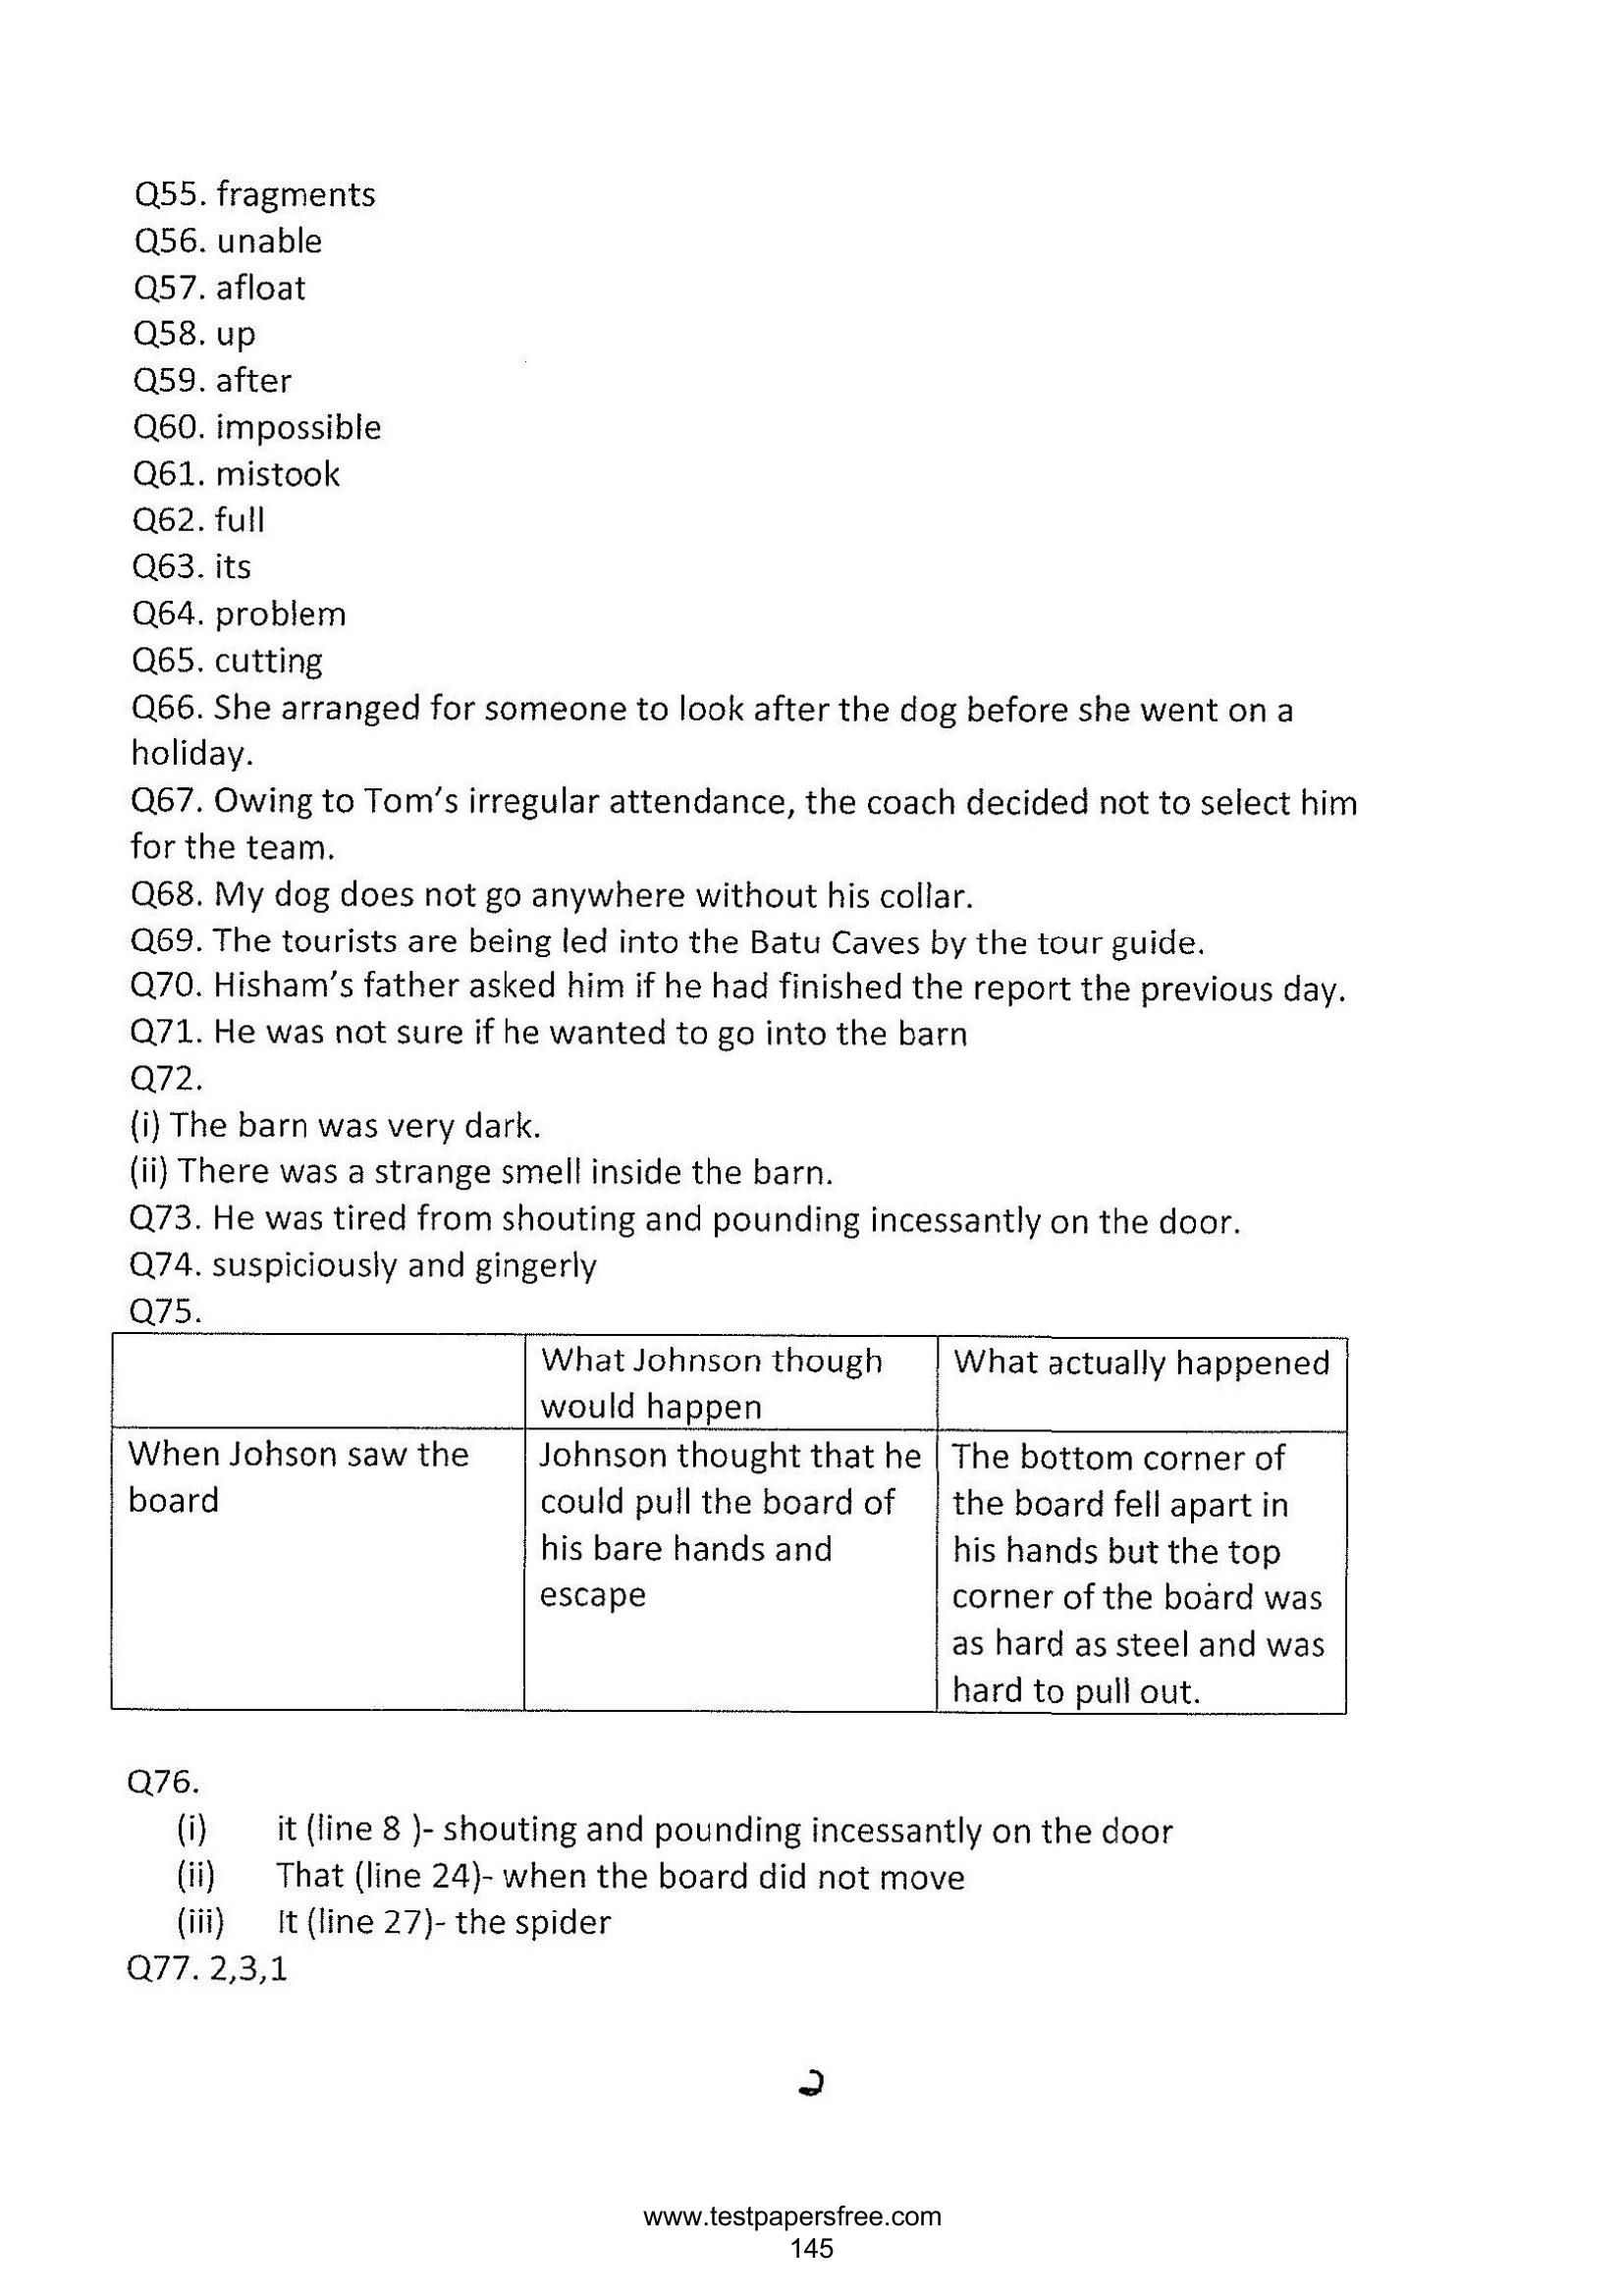 Q55. fragments
Q56. unable
Q57. afloat
Q58. up
Q59. after
Q60. impossible
Q61. mistook
Q62. full
Q63. its
Q64. problem
Q65. cutting
Q66. She arranged for someone to look after the dog before she went on a
holiday.
Q67. Owing to Tom's irregular attendance, the coach decided not to select him
for the team.
Q68. My dog does not go anywhere without his collar.
Q69. The tourists are being led into the Batu Caves by the tour guide.
Q70. Hisham's father asked him if he had finished the report the previous day.
Q71. He was not sure if he wanted to go into the barn
Q72.
(i) The barn was very dark.
(ii) There was a strange smell inside the barn.
Q73. He was tired from shouting and pounding incessantly on the door.
Q74. suspiciously and gingerly
Q75.
What Johnson though
would happen
What actually happened
When Johson saw the
board
Johnson thought that he
could pull the board of
his bare hands and
escape
The bottom corner of
the board fell apart in
his hands but the top
corner of the board was
as hard as steel and was
hard to pull out.
Q76.
(i) it (line 8 )- shouting and pounding incessantly on the door
(ii) That (line 24)- when the board did not move
(iii) It (line 27)- the spider
Q77. 2,3,1
2
www.testpapersfree.com
145